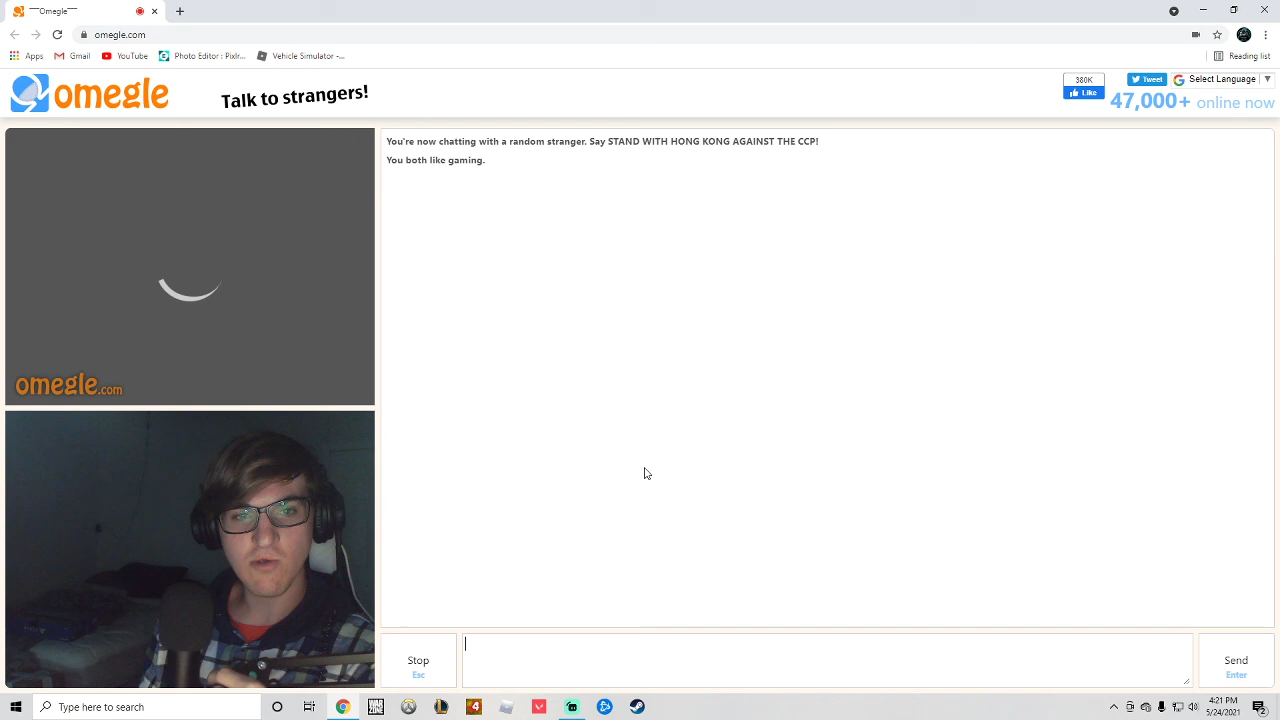 Omegle
omegle.com
Apps
Gmail
YouTube
Photo Editor : Pixlr...
Vehicle Simulator -...
Reading list
omegle
Talk to strangers!
380K
Like
Tweet
Select Language
47,000+ online now
You're now chatting with a random stranger. Say STAND WITH HONG KONG AGAINST THE CCP!
You both like gaming.
omegle.com
Stop
Esc
Send
Enter
Type here to search
4:21 PM
5/24/2021